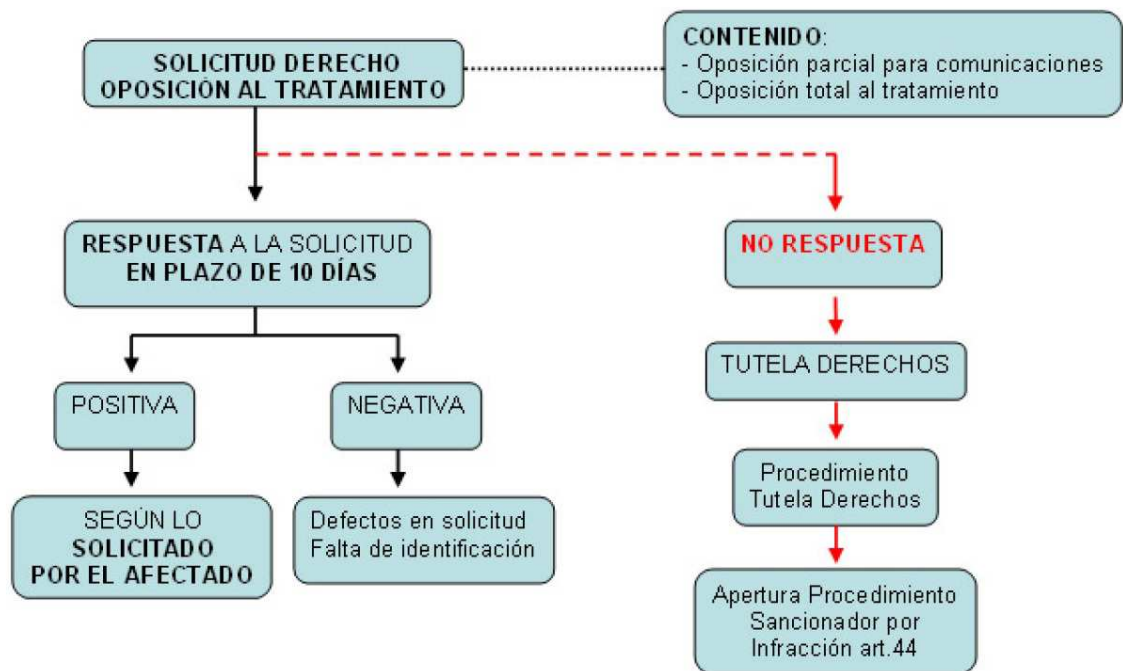 SOLICITUD DERECHO
OPOSICIÓN AL TRATAMIENTO
CONTENIDO:
- Oposición parcial para comunicaciones
- Oposición total al tratamiento
RESPUESTA A LA SOLICITUD
EN PLAZO DE 10 DÍAS
NO RESPUESTA
POSITIVA
NEGATIVA
TUTELA DERECHOS
SEGÚN LO
SOLICITADO
POR EL AFECTADO
Defectos en solicitud
Falta de identificación
Procedimiento
Tutela Derechos
Apertura Procedimiento
Sancionador por
Infracción art.44